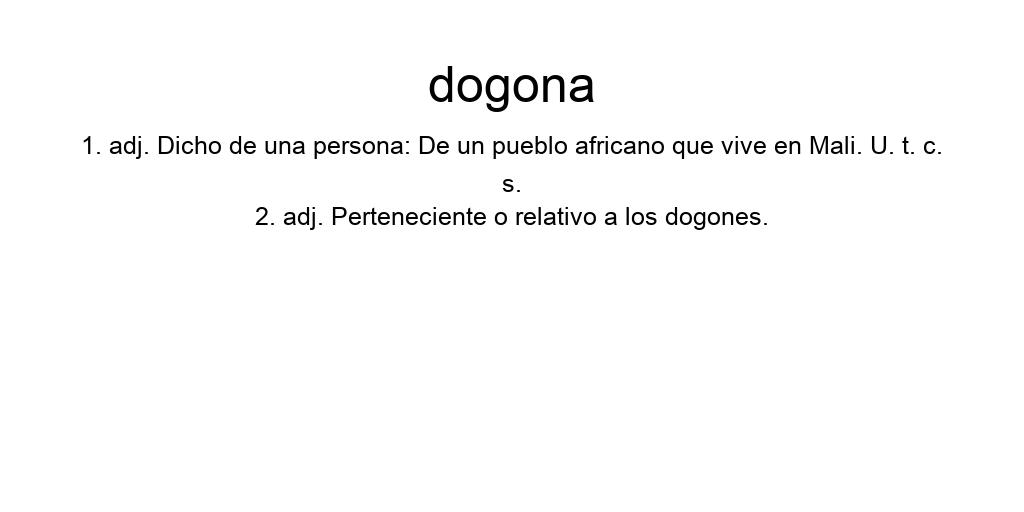 dogona
1. adj. Dicho de una persona: De un pueblo africano que vive en Mali. U. t. c.
s.
2. adj. Perteneciente o relativo a los dogones.